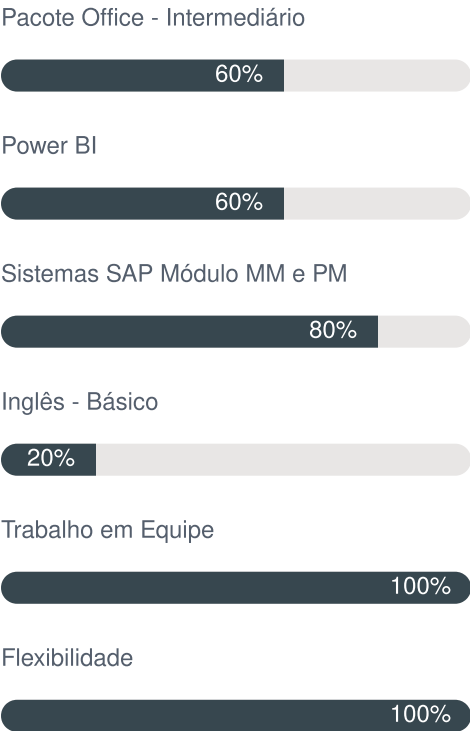 Pacote Office - Intermediário
60%
Power BI
60%
Sistemas SAP Módulo MM e PM
80%
Inglês - Básico
20%
Trabalho em Equipe
100%
Flexibilidade
100%